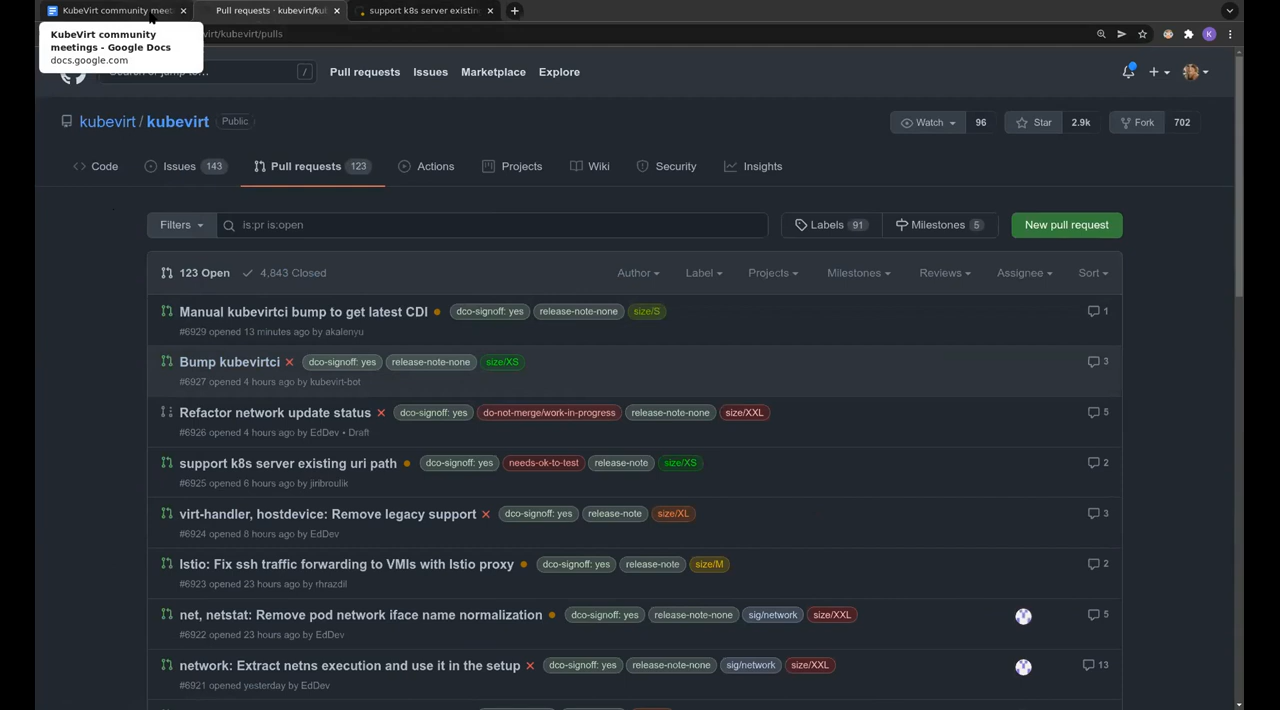 KubeVirt community meet
Pull requests · kubevirt/ku
support k8s server existin
KubeVirt community
meetings - Google Docs
docs.google.com
virt/kubevirt/pulls
K
Search or jump to...
/
Pull requests
Issues
Marketplace
Explore
kubevirt / kubevirt
Public
Watch
96
Star
2.9k
Fork
702
Code
Issues 143
Pull requests 123
Actions
Projects
Wiki
Security
Insights
Filters
is:pr is:open
Labels 91
Milestones 5
New pull request
123 Open
4,843 Closed
Author
Label
Projects
Milestones
Reviews
Assignee
Sort
Manual kubevirtci bump to get latest CDI dco-signoff: yes release-note-none size/S 1
#6929 opened 13 minutes ago by akalenyu
Bump kubevirtci dco-signoff: yes release-note-none size/XS 3
#6927 opened 4 hours ago by kubevirt-bot
Refactor network update status dco-signoff: yes do-not-merge/work-in-progress release-note-none size/XXL 5
#6926 opened 4 hours ago by EdDev • Draft
support k8s server existing uri path dco-signoff: yes needs-ok-to-test release-note size/XS 2
#6925 opened 6 hours ago by jiribroulik
virt-handler, hostdevice: Remove legacy support dco-signoff: yes release-note size/XL 3
#6924 opened 8 hours ago by EdDev
Istio: Fix ssh traffic forwarding to VMIs with Istio proxy dco-signoff: yes release-note size/M 2
#6923 opened 23 hours ago by rhrazdil
net, netstat: Remove pod network iface name normalization dco-signoff: yes release-note-none sig/network size/XXL 5
#6922 opened 23 hours ago by EdDev
network: Extract netns execution and use it in the setup dco-signoff: yes release-note-none sig/network size/XXL 13
#6921 opened yesterday by EdDev